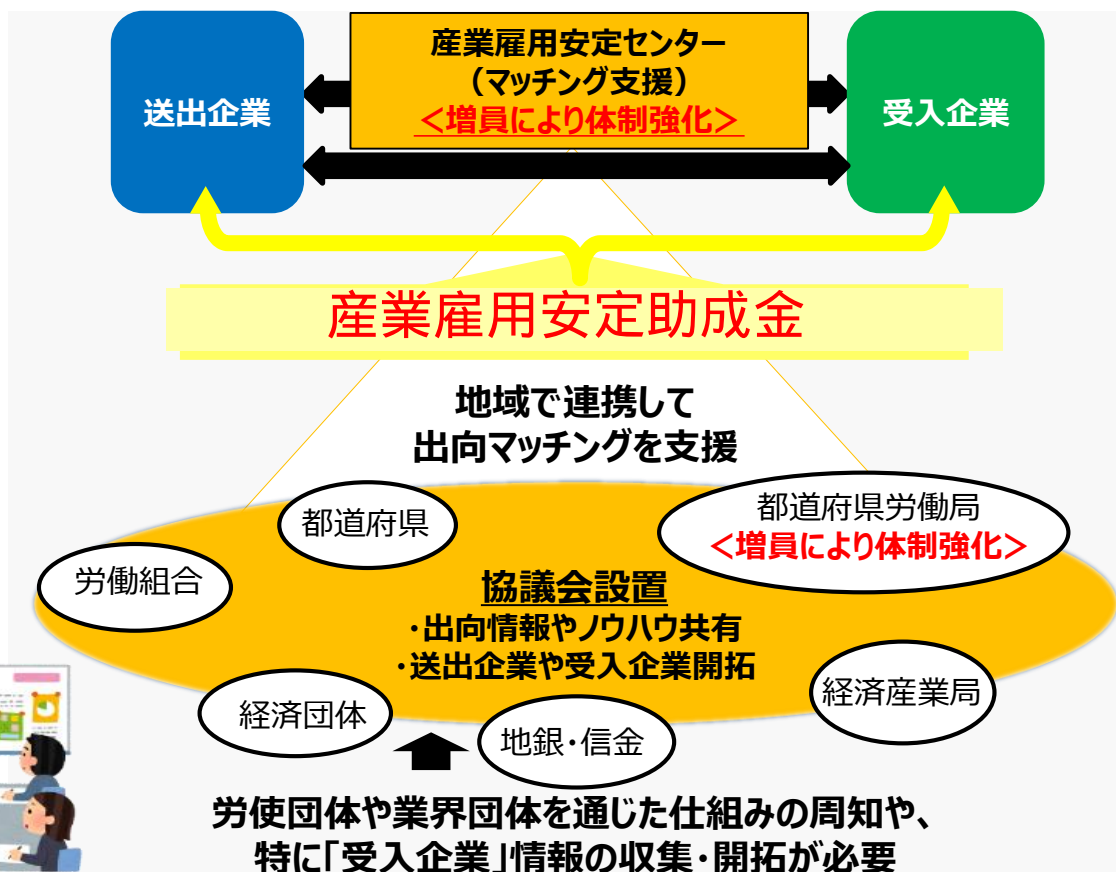 送出企業
産業雇用安定センター
（マッチング支援）
＜増員により体制強化＞
受入企業
産業雇用安定助成金
地域で連携して
出向マッチングを支援
都道府県
都道府県労働局
＜増員により体制強化＞
労働組合
協議会設置
・出向情報やノウハウ共有
・送出企業や受入企業開拓
経済団体
地銀・信金
経済産業局
労使団体や業界団体を通じた仕組みの周知や、
特に「受入企業」情報の収集・開拓が必要